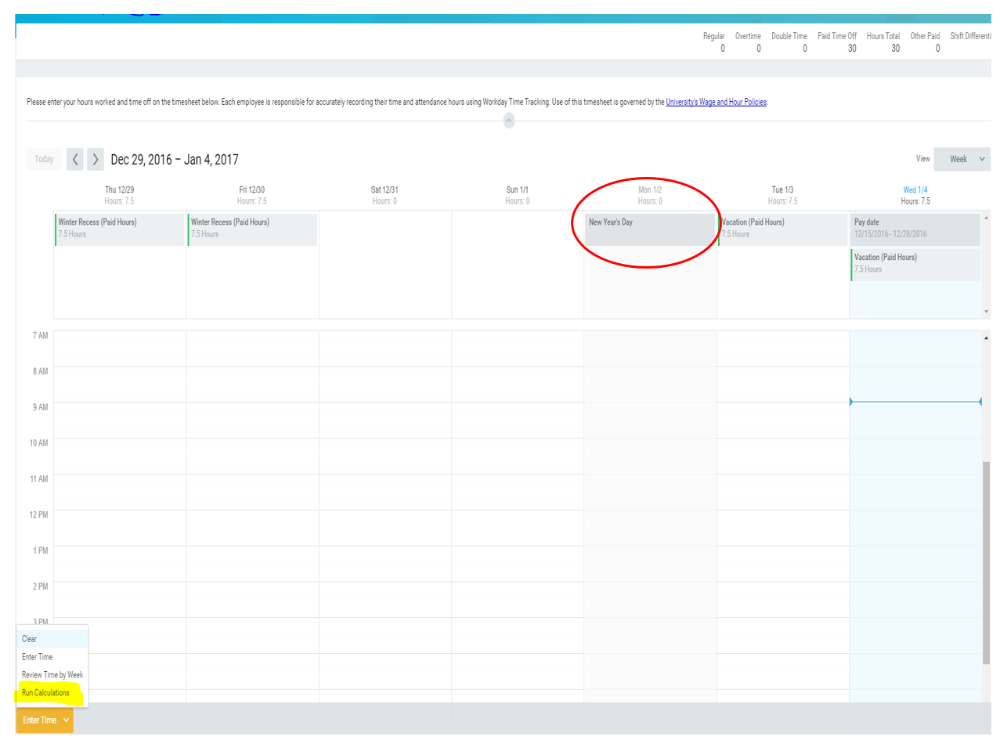 Regular Overtime Double Time Paid Time Off Hours Total Other Paid Shift Differenti
0 0 0 30 30 0
Please enter your hours worked and time off on the timesheet below. Each employee is responsible for accurately recording their time and attendance hours using Workday Time Tracking. Use of this timesheet is governed by the University's Wage and Hour Policies.
Today Dec 29, 2016 – Jan 4, 2017 View Week
Thu 12/29 Fri 12/30 Sat 12/31 Sun 1/1 Mon 1/2 Tue 1/3 Wed 1/4
Hours: 7.5 Hours: 7.5 Hours: 0 Hours: 0 Hours: 0 Hours: 7.5 Hours: 7.5
Winter Recess (Paid Hours) Winter Recess (Paid Hours) New Year's Day Vacation (Paid Hours) Pay date
7.5 Hours 7.5 Hours 7.5 Hours 12/15/2016 - 12/28/2016
Vacation (Paid Hours)
7.5 Hours
7 AM
8 AM
9 AM
10 AM
11 AM
12 PM
1 PM
2 PM
3 PM
Clear
Enter Time
Review Time by Week
Run Calculations
Enter Time